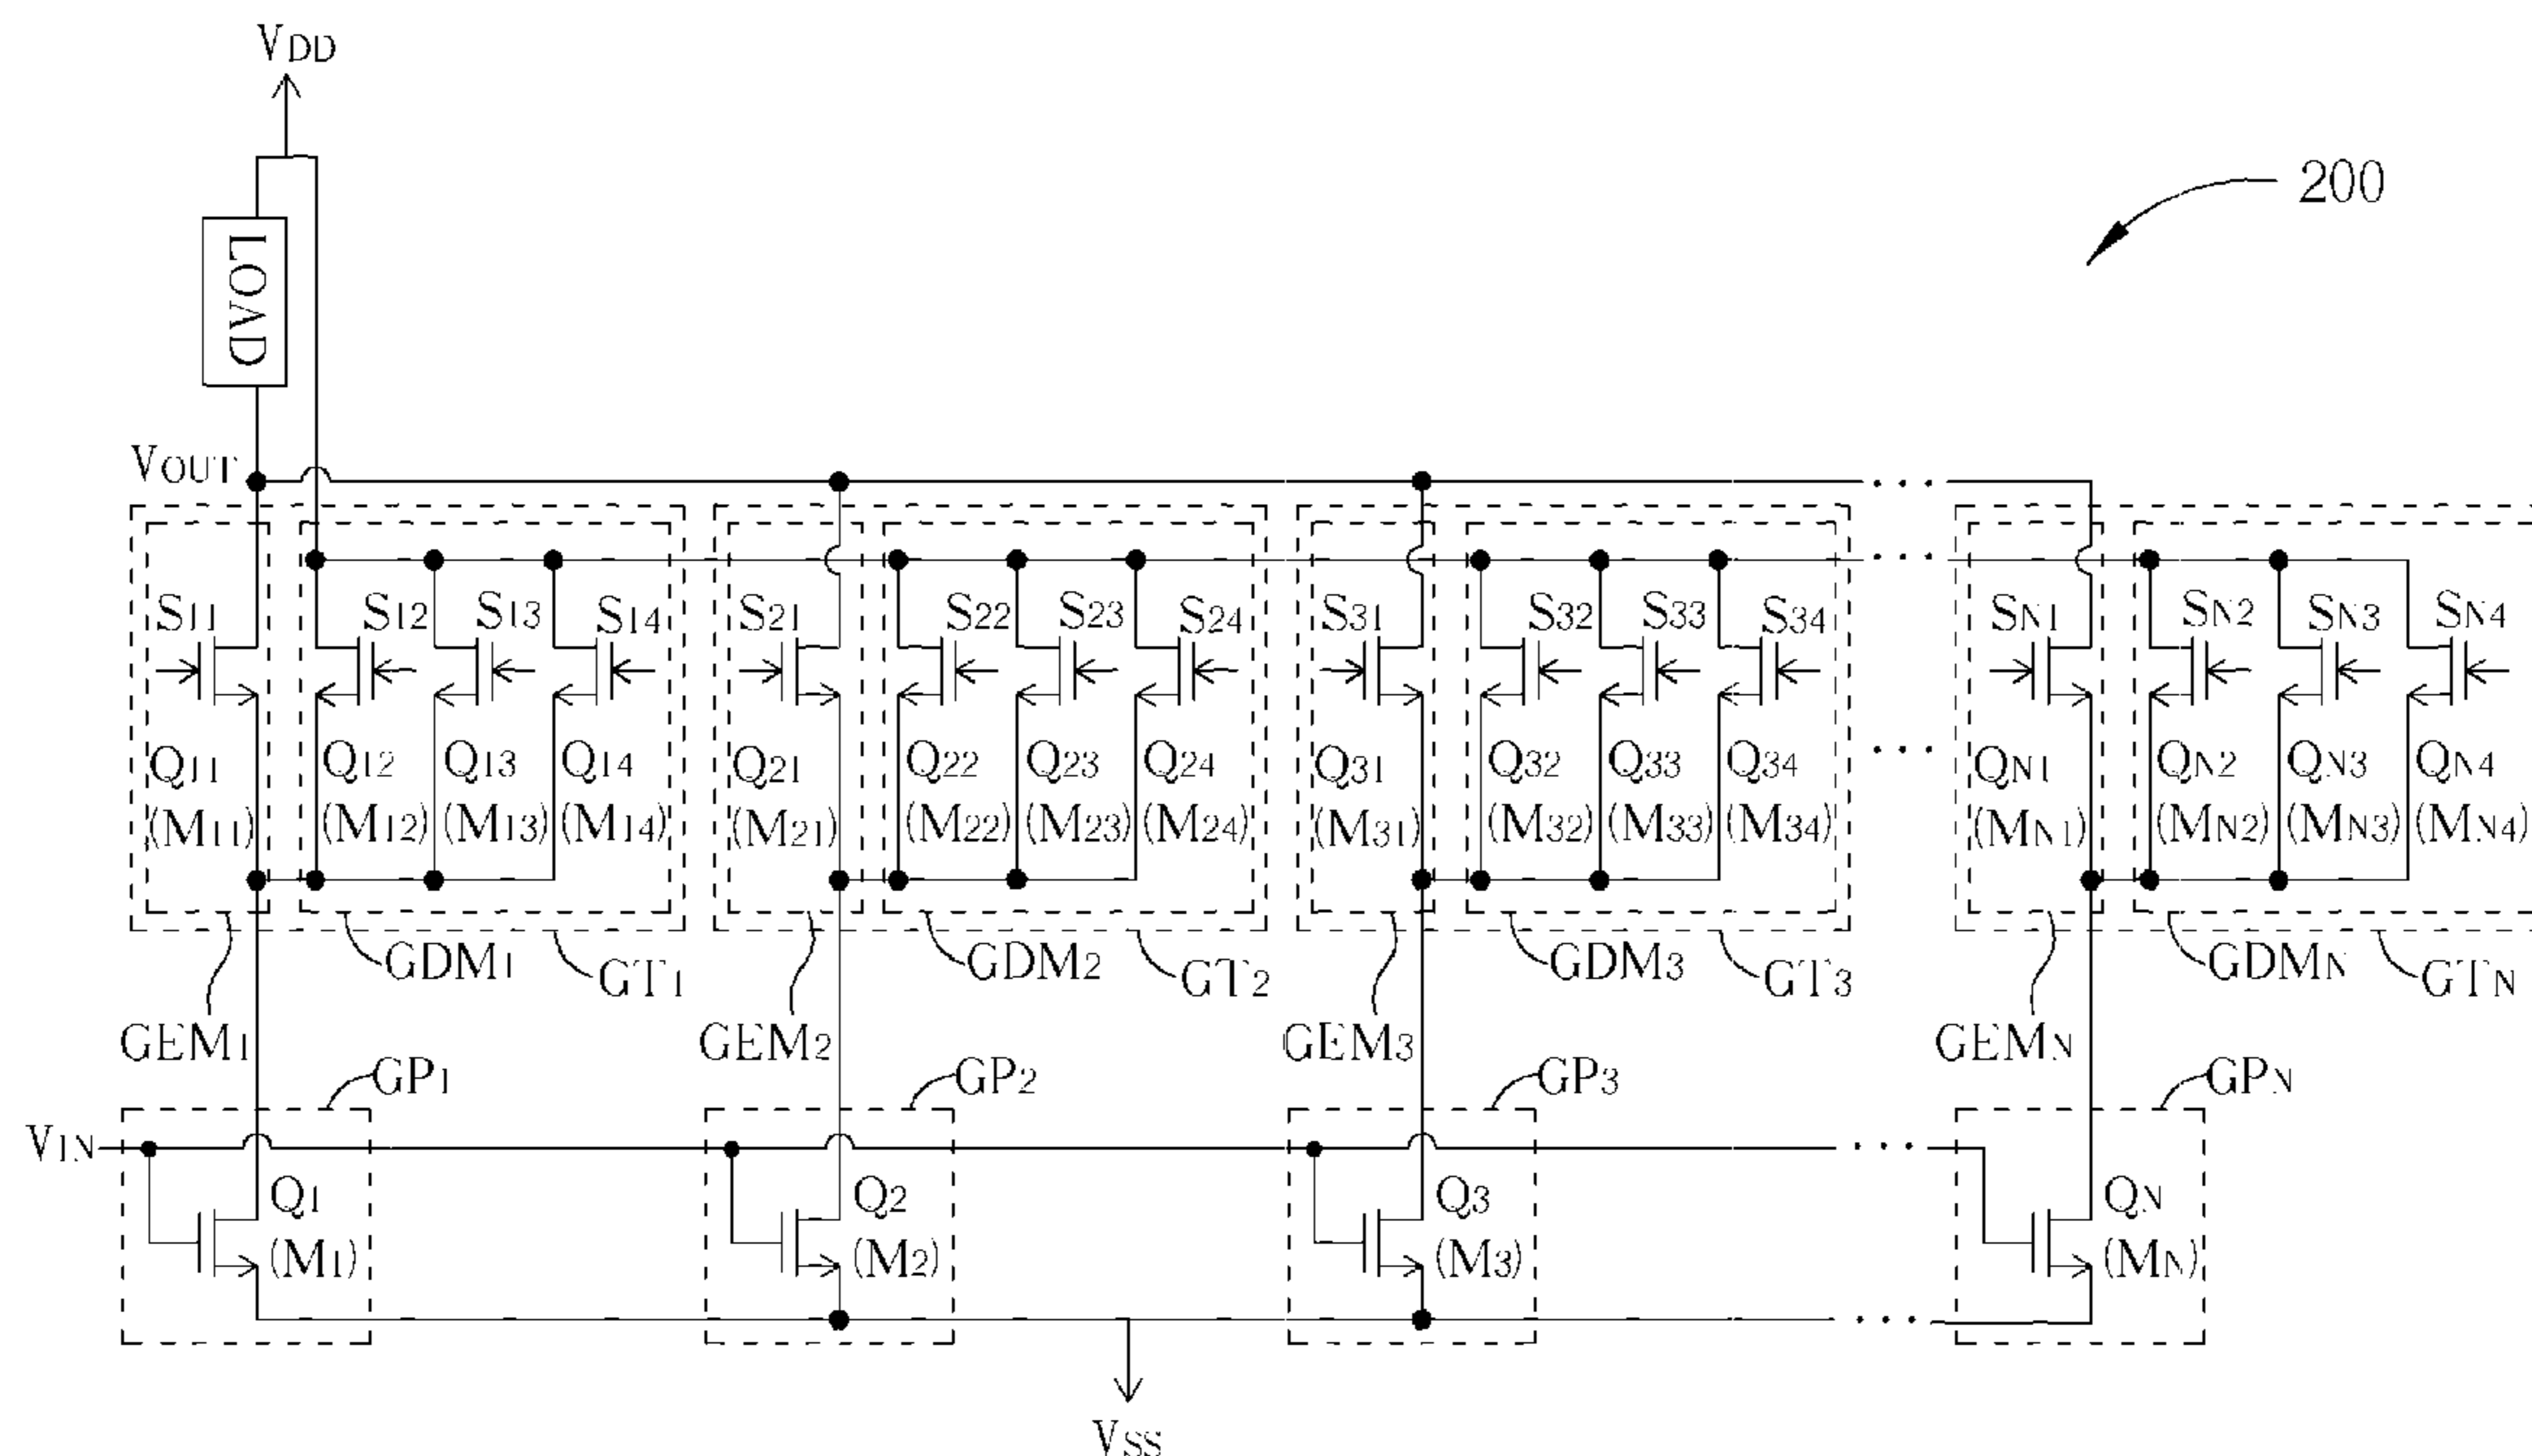 VDD
200
LOAD
VOUT
S11 S12 S13 S14 S21 S22 S23 S24 S31 S32 S33 S34 SN1 SN2 SN3 SN4
Q11 Q12 Q13 Q14 Q21 Q22 Q23 Q24 Q31 Q32 Q33 Q34 QN1 QN2 QN3 QN4
(M11) (M12) (M13) (M14) (M21) (M22) (M23) (M24) (M31) (M32) (M33) (M34) (MN1) (MN2) (MN3) (MN4)
GDM1 GT1 GDM2 GT2 GDM3 GT3 GDMN GTN
GEM1 GEM2 GEM3 GEMN
GP1 GP2 GP3 GPN
VIN
Q1 Q2 Q3 QN
(M1) (M2) (M3) (MN)
VSS